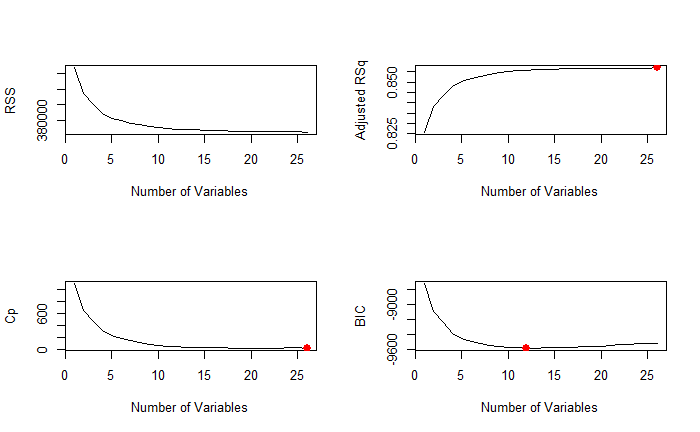 RSS
380000
0 5 10 15 20 25
Number of Variables
Adjusted RSq
0.825 0.850
0 5 10 15 20 25
Number of Variables
Cp
0 600
0 5 10 15 20 25
Number of Variables
BIC
-9600 -9000
0 5 10 15 20 25
Number of Variables